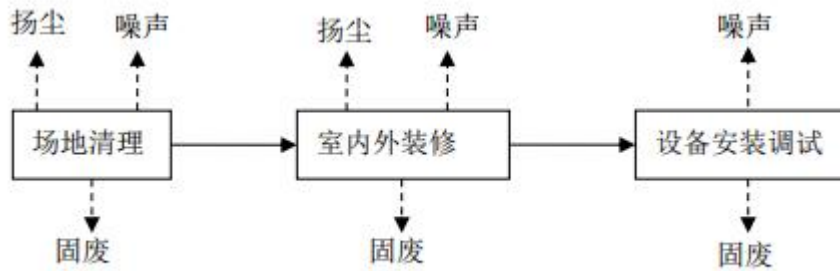 扬尘 噪声 扬尘 噪声 噪声
场地清理 室内外装修 设备安装调试
固废 固废 固废